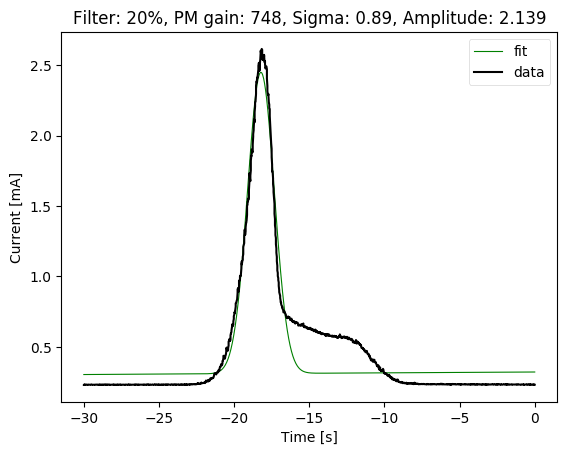 Filter: 20%, PM gain: 748, Sigma: 0.89, Amplitude: 2.139
fit
data
Current [mA]
2.5
2.0
1.5
1.0
0.5
−30
−25
−20
−15
−10
−5
0
Time [s]